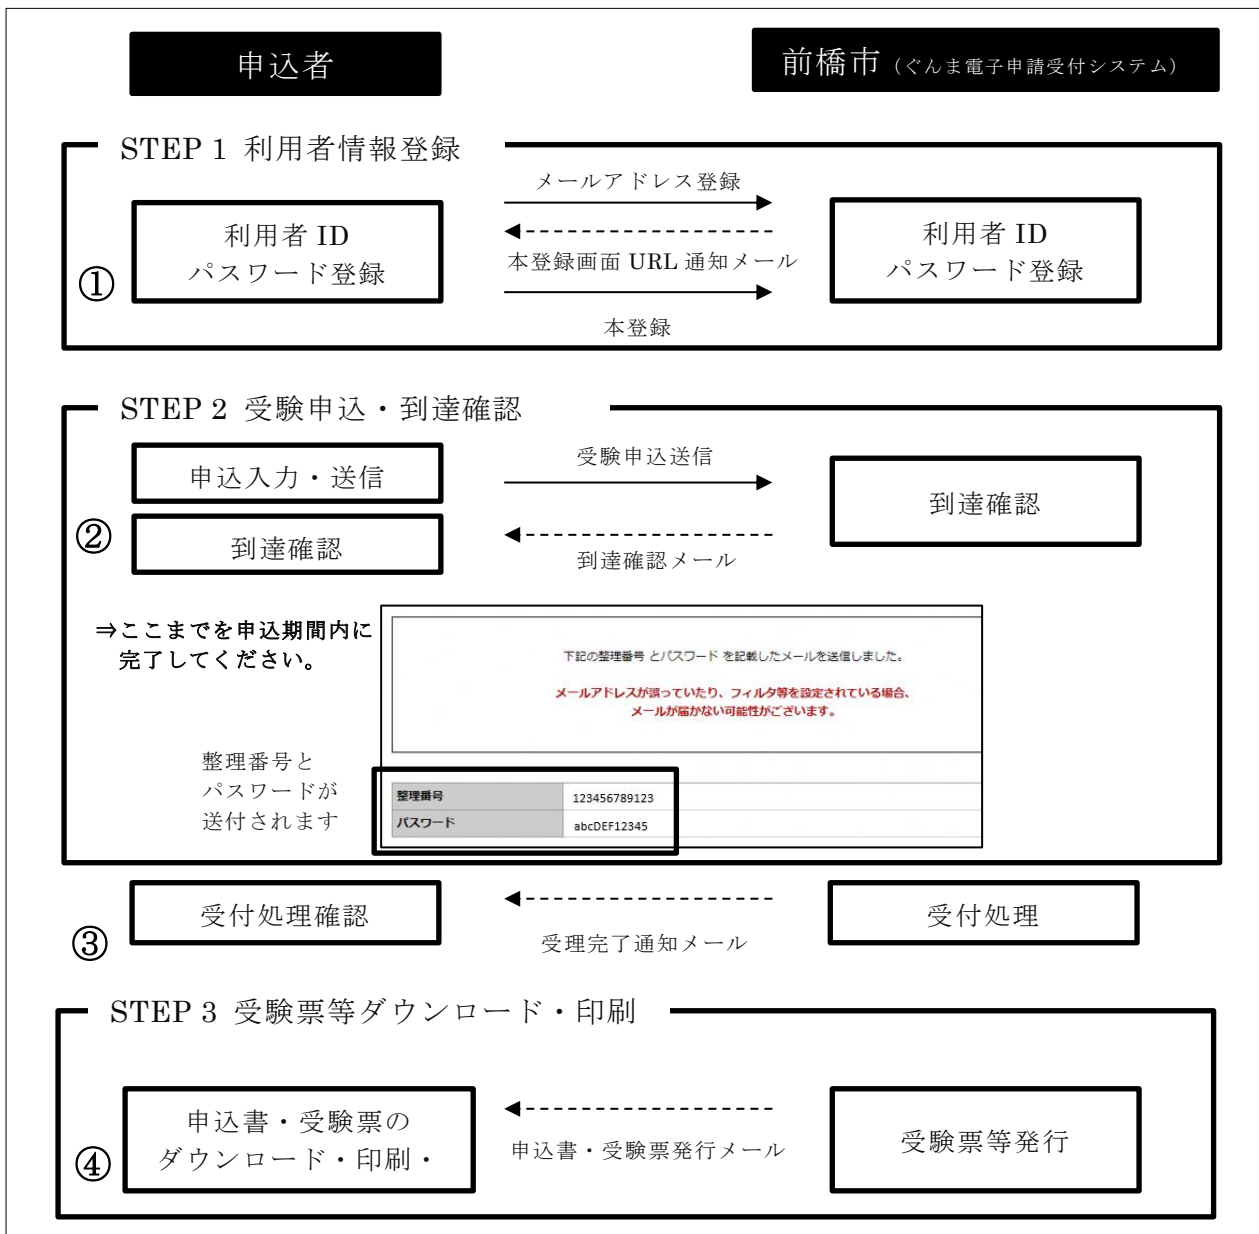 申込者
前橋市（ぐんま電子申請受付システム）
STEP 1 利用者情報登録
メールアドレス登録
利用者 ID
パスワード登録
利用者 ID
パスワード登録
本登録画面 URL 通知メール
①
本登録
STEP 2 受験申込・到達確認
申込入力・送信
受験申込送信
到達確認
②
到達確認
到達確認メール
⇒ここまでを申込期間内に
完了してください。
下記の整理番号 とパスワード を記載したメールを送信しました。
メールアドレスが誤っていたり、フィルタ等を設定されている場合、
メールが届かない可能性がございます。
整理番号と
パスワードが
送付されます
整理番号 123456789123
パスワード abcDEF12345
受付処理確認
受付処理
③
受理完了通知メール
STEP 3 受験票等ダウンロード・印刷
申込書・受験票の
ダウンロード・印刷・
④
申込書・受験票発行メール
受験票等発行